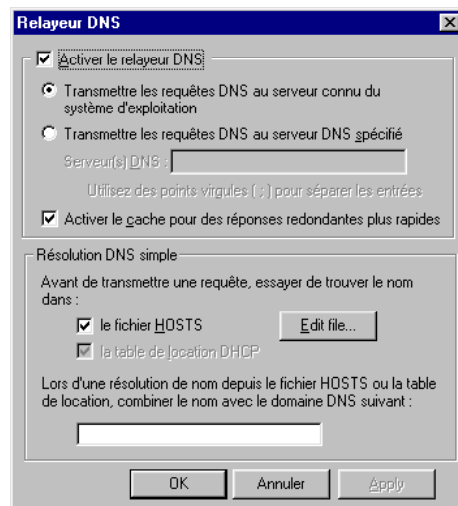 Relayeur DNS
Activer le relayeur DNS
Transmettre les requêtes DNS au serveur connu du
système d'exploitation
Transmettre les requêtes DNS au serveur DNS spécifié
Serveur(s) DNS :
Utilisez des points virgules ( ; ) pour séparer les entrées
Activer le cache pour des réponses redondantes plus rapides
Résolution DNS simple
Avant de transmettre une requête, essayer de trouver le nom
dans :
le fichier HOSTS
Edit file...
la table de location DHCP
Lors d'une résolution de nom depuis le fichier HOSTS ou la table
de location, combiner le nom avec le domaine DNS suivant :
OK
Annuler
Apply